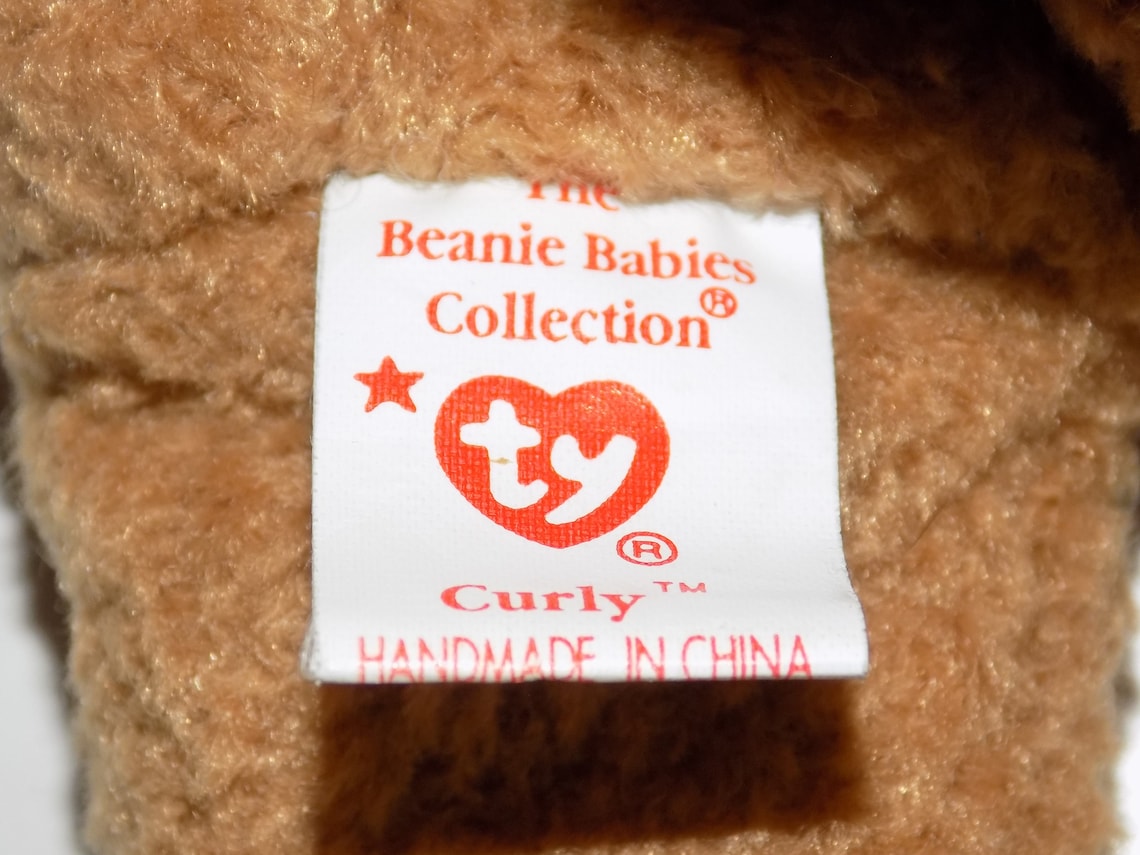 The
Beanie Babies
Collection®
ty
®
Curly™
HANDMADE IN CHINA